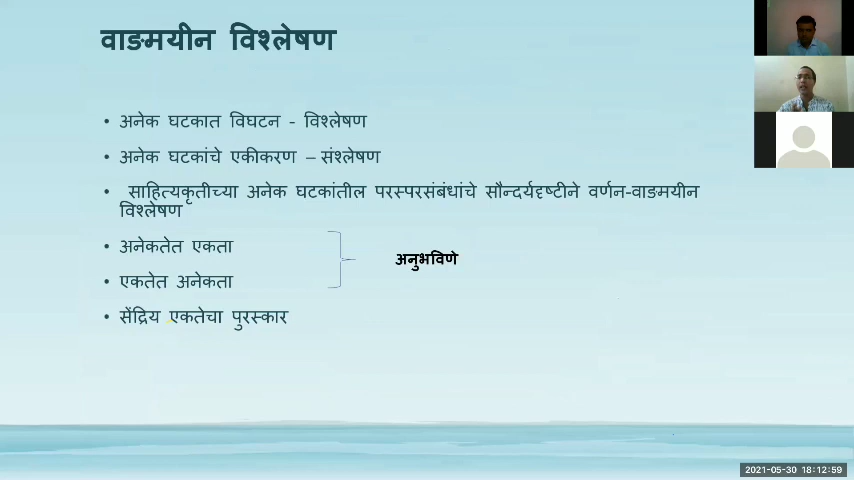 वाङमयीन विश्लेषण
• अनेक घटकात विघटन - विश्लेषण
• अनेक घटकांचे एकीकरण – संश्लेषण
• साहित्यकृतीच्या अनेक घटकांतील परस्परसंबंधांचे सौन्दर्यदृष्टीने वर्णन-वाङमयीन
विश्लेषण
• अनेकतेत एकता
अनुभविणे
• एकतेत अनेकता
• सेंद्रिय एकतेचा पुरस्कार
2021-05-30 18:12:59